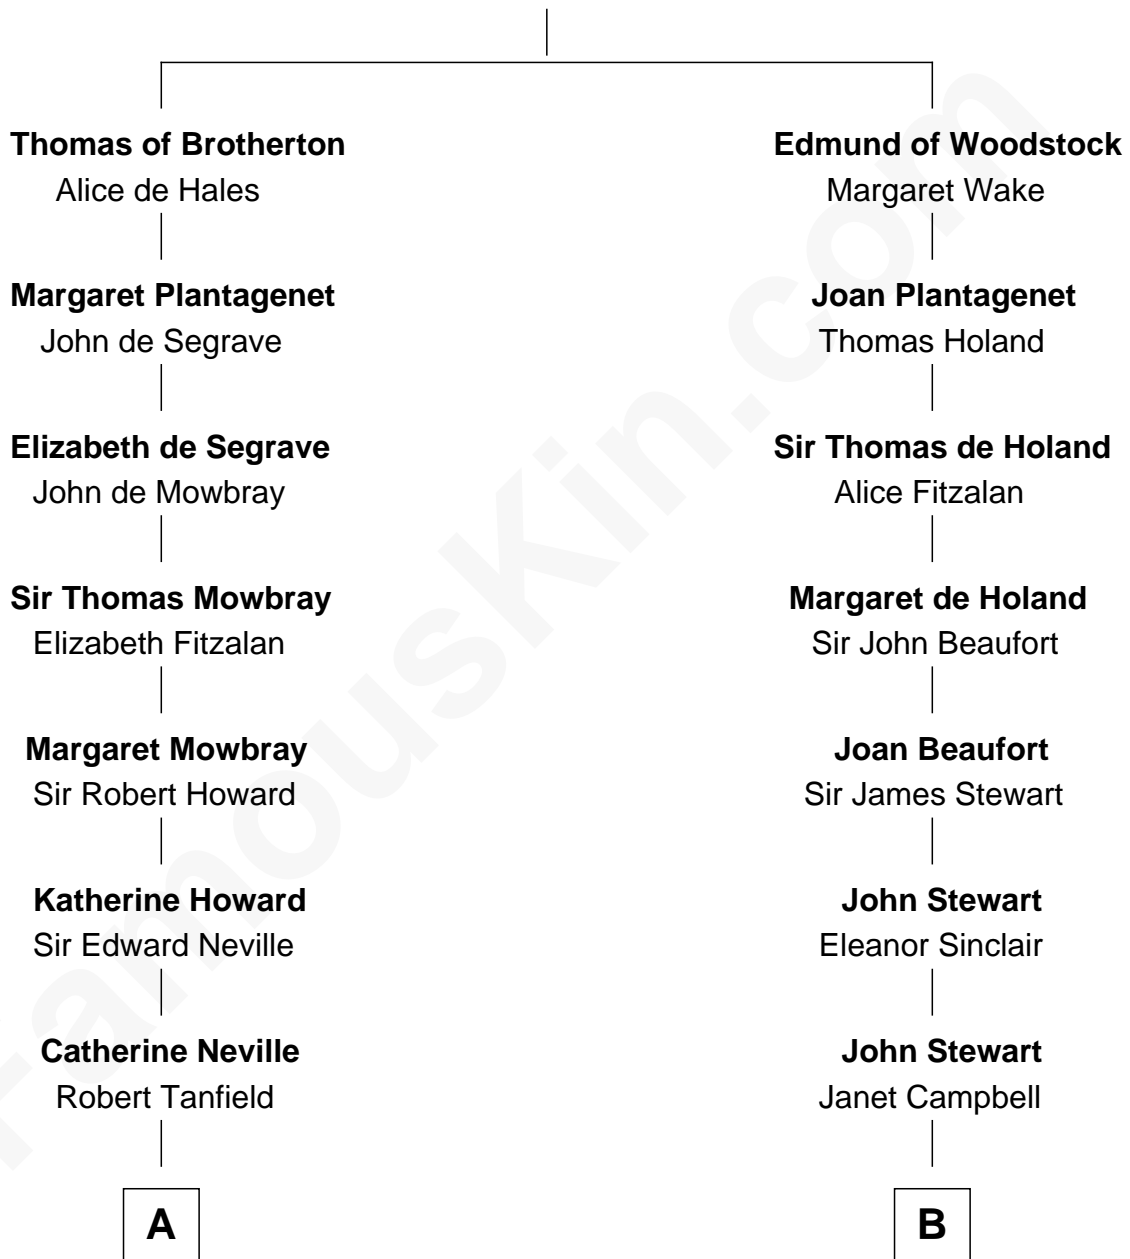 Thomas of Brotherton
Alice de Hales
Edmund of Woodstock
Margaret Wake
Margaret Plantagenet
John de Segrave
Joan Plantagenet
Thomas Holand
Elizabeth de Segrave
John de Mowbray
Sir Thomas de Holand
Alice Fitzalan
Sir Thomas Mowbray
Elizabeth Fitzalan
Margaret de Holand
Sir John Beaufort
Margaret Mowbray
Sir Robert Howard
Joan Beaufort
Sir James Stewart
Katherine Howard
Sir Edward Neville
John Stewart
Eleanor Sinclair
Catherine Neville
Robert Tanfield
John Stewart
Janet Campbell
A
B
FamousKin.com